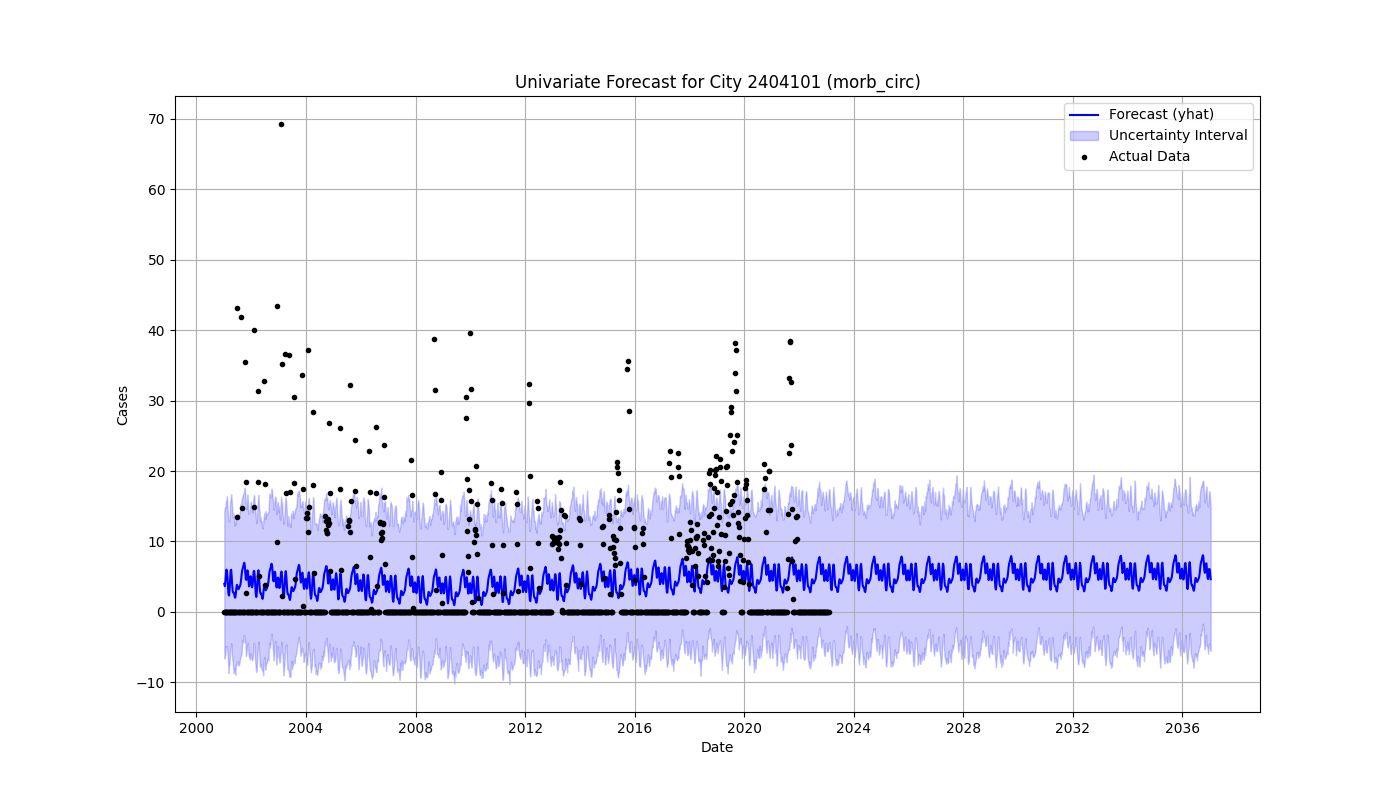 Univariate Forecast for City 2404101 (morb_circ)
Forecast (yhat)
Uncertainty Interval
Actual Data
70
60
50
40
30
20
10
0
−10
Cases
2000 2004 2008 2012 2016 2020 2024 2028 2032 2036
Date